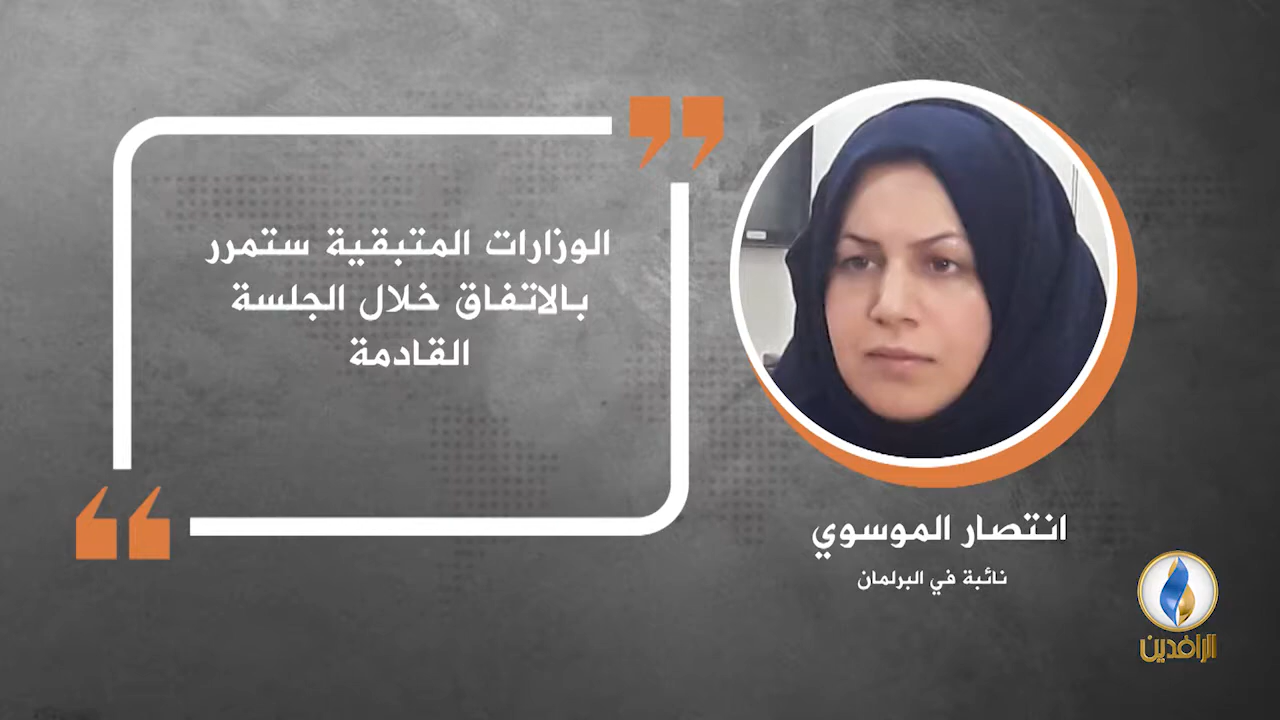 الوزارات المتبقية ستمرر
بالاتفاق خلال الجلسة
القادمة
انتصار الموسوي
نائبة في البرلمان
الرافدين